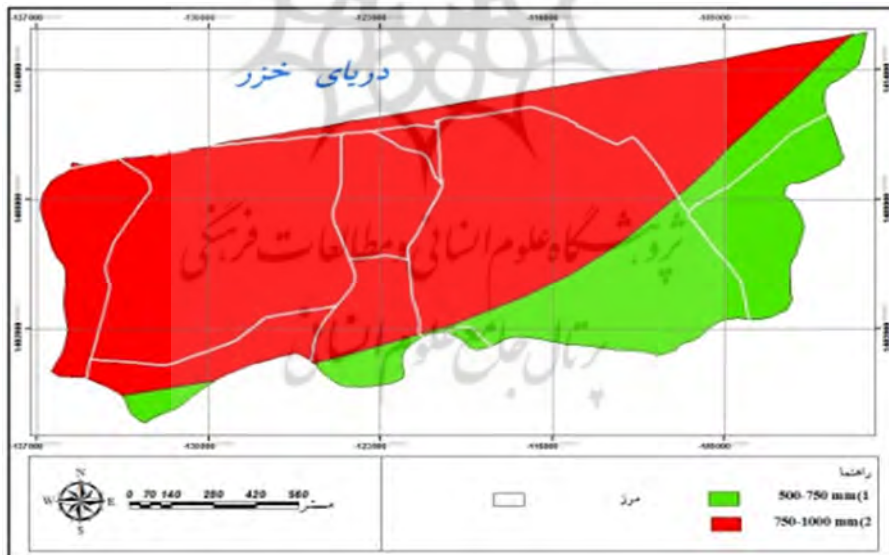 دریای خزر
پژوهشگاه علوم انسانی و مطالعات فرهنگی
پرتال جامع علوم انسانی
راهنما
500-750 mm(1
750-1000 mm(2
مرز
N
W E
S
0 70 140 280 420 560
متر